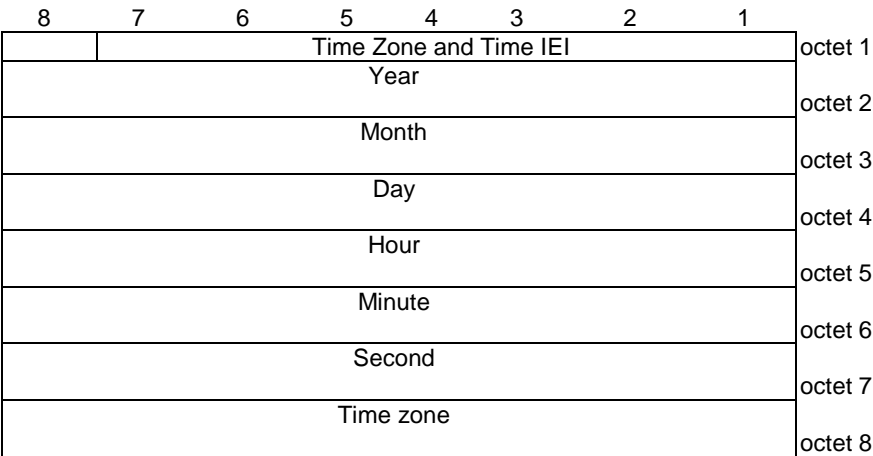 8 7 6 5 4 3 2 1
Time Zone and Time IEI octet 1
Year
octet 2
Month
octet 3
Day
octet 4
Hour
octet 5
Minute
octet 6
Second
octet 7
Time zone
octet 8